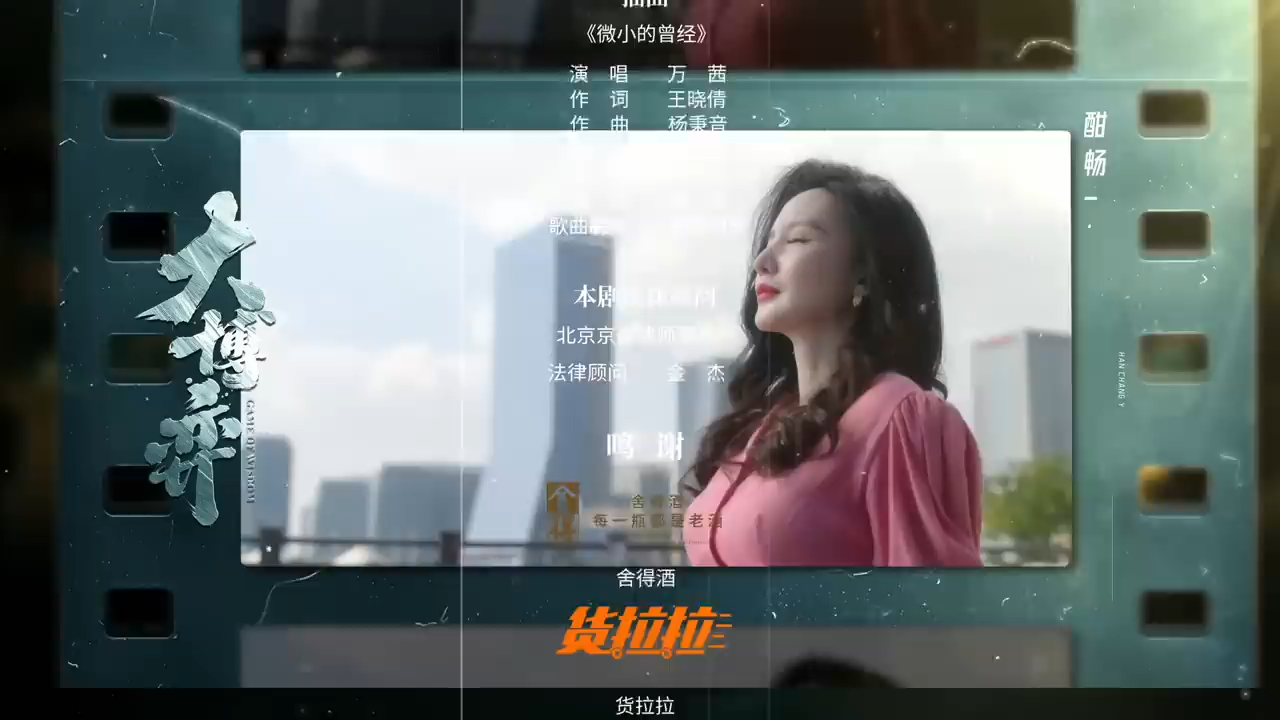 插曲
《微小的曾经》
演 唱 万 茜
作 词 王晓倩
作 曲 杨秉音
酣畅一
大博弈
GAME OF WISDOM
歌曲
本剧
北京京
法律顾问 金 杰
HAN CHANG Y
鸣 谢
舍得酒
每一瓶都是老酒
舍得酒
货拉拉
货拉拉